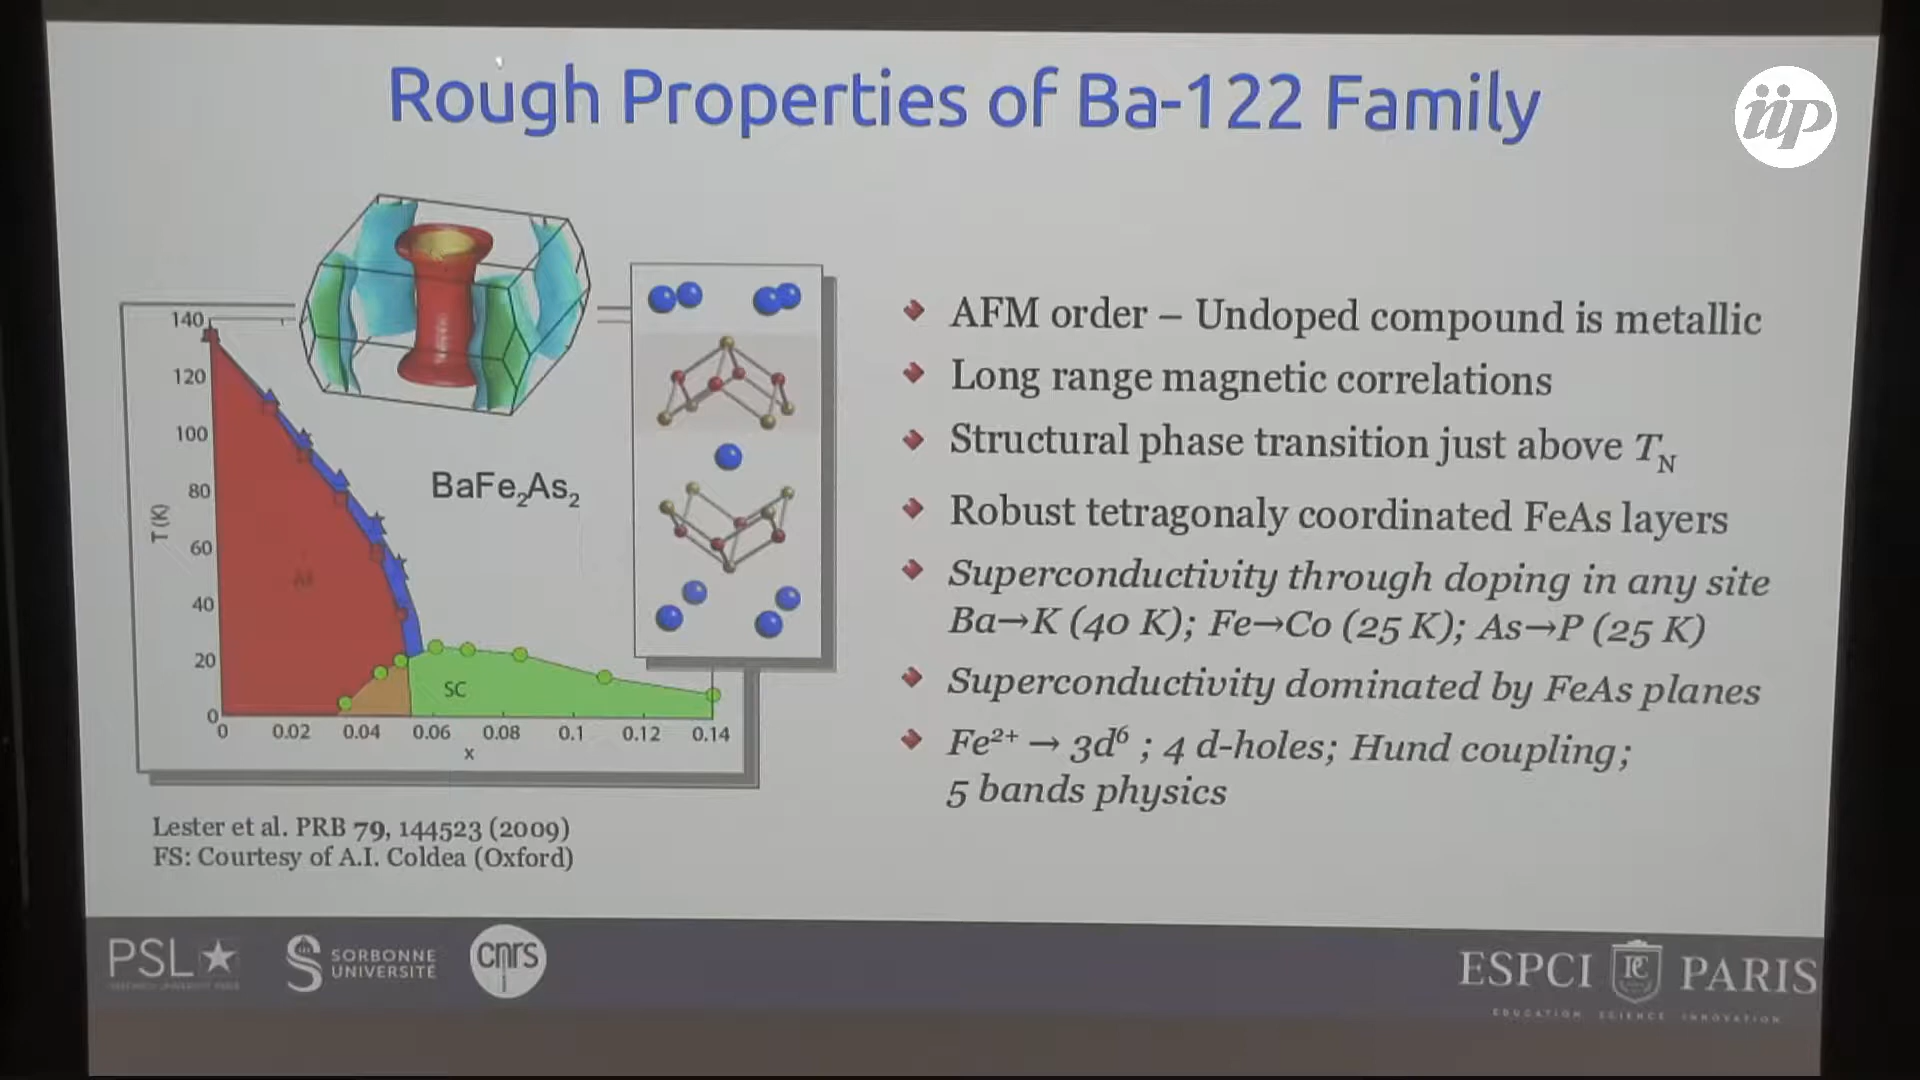 Rough Properties of Ba-122 Family
iip
140
120
100
80
60
40
20
0
T (K)
0 0.02 0.04 0.06 0.08 0.1 0.12 0.14
x
SC
BaFe₂As₂
AFM order – Undoped compound is metallic
Long range magnetic correlations
Structural phase transition just above T_N
Robust tetragonaly coordinated FeAs layers
Superconductivity through doping in any site
Ba→K (40 K); Fe→Co (25 K); As→P (25 K)
Superconductivity dominated by FeAs planes
Fe²⁺ → 3d⁶ ; 4 d-holes; Hund coupling;
5 bands physics
Lester et al. PRB 79, 144523 (2009)
FS: Courtesy of A.I. Coldea (Oxford)
PSL★
SORBONNE
UNIVERSITÉ
cnrs
ESPCI PARIS
EDUCATION SCIENCE INNOVATION